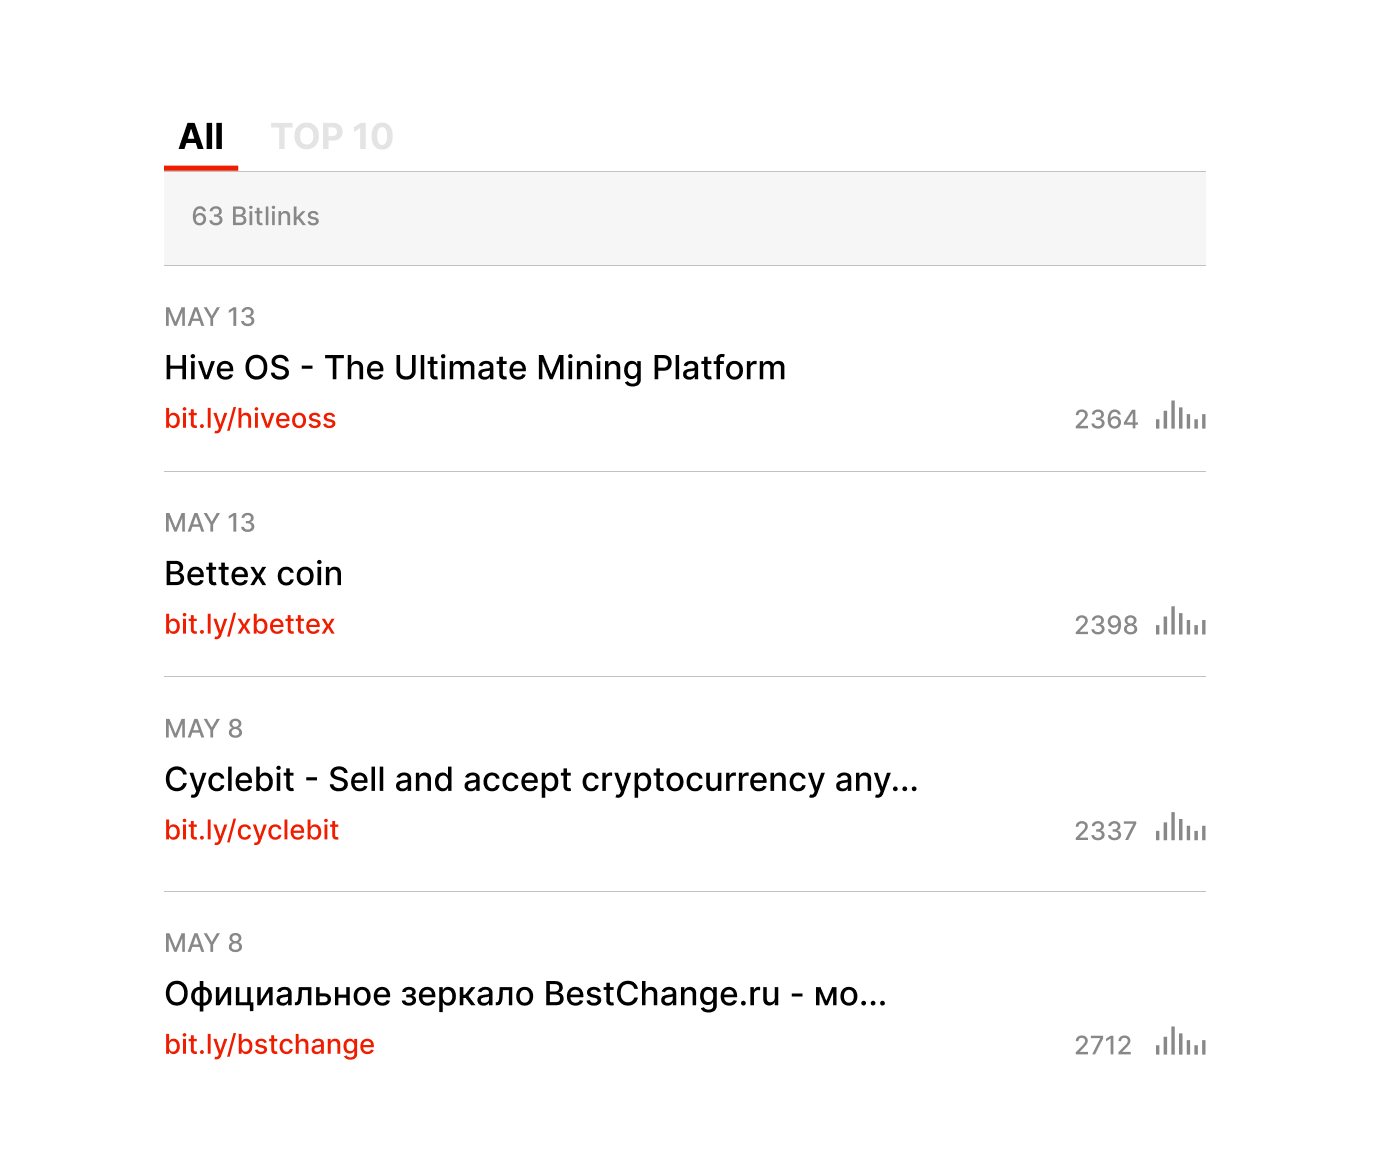 All TOP 10
63 Bitlinks
MAY 13
Hive OS - The Ultimate Mining Platform
bit.ly/hiveoss 2364
MAY 13
Bettex coin
bit.ly/xbettex 2398
MAY 8
Cyclebit - Sell and accept cryptocurrency any...
bit.ly/cyclebit 2337
MAY 8
Официальное зеркало BestChange.ru - мо...
bit.ly/bstchange 2712